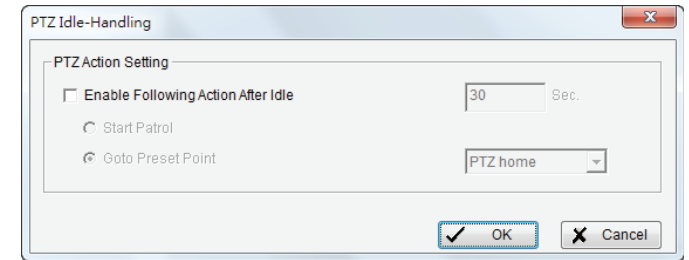 PTZ Idle-Handling
PTZ Action Setting
Enable Following Action After Idle 30 Sec.
Start Patrol
Goto Preset Point PTZ home
OK Cancel